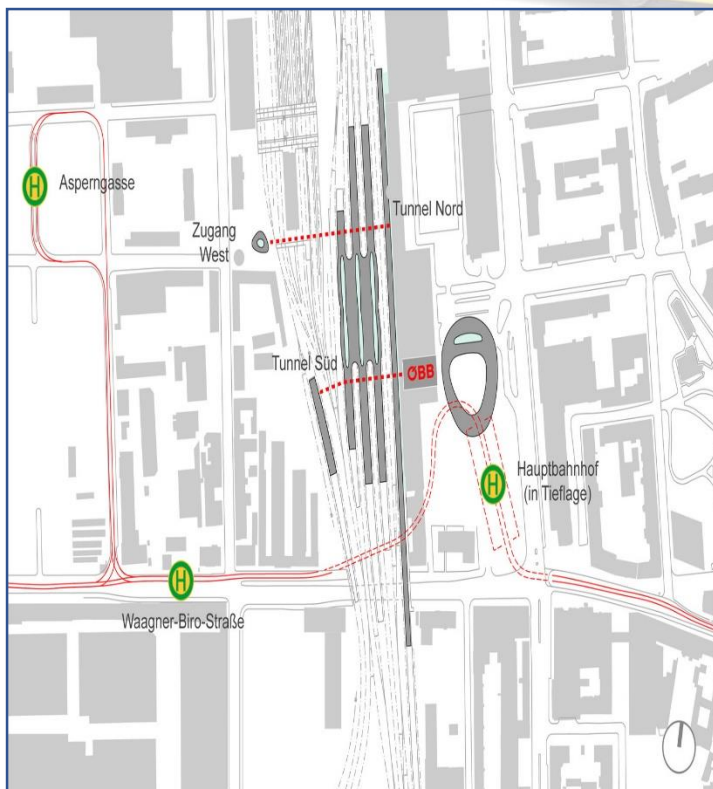 H
Asperngasse
Zugang
West
Tunnel Nord
Tunnel Süd
ÖBB
H
Hauptbahnhof
(in Tieflage)
H
Waagner-Biro-Straße